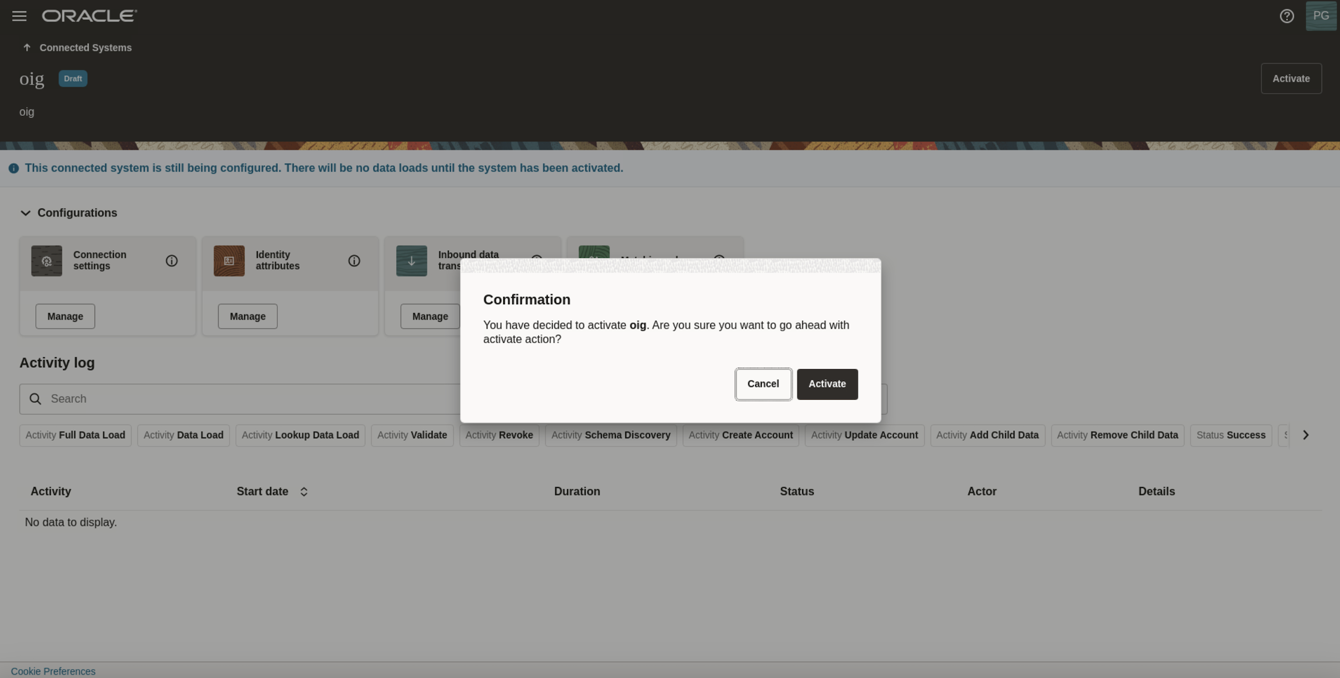 ORACLE
PG
Connected Systems
oig
Draft
Activate
oig
This connected system is still being configured. There will be no data loads until the system has been activated.
Configurations
Connection
settings
Identity
attributes
Inbound data
Manage
Manage
Manage
Confirmation
You have decided to activate oig. Are you sure you want to go ahead with
activate action?
Cancel
Activate
Activity log
Search
Activity Full Data Load
Activity Data Load
Activity Lookup Data Load
Activity Validate
Activity Revoke
Activity Schema Discovery
Activity Create Account
Activity Update Account
Activity Add Child Data
Activity Remove Child Data
Status Success
Activity
Start date
Duration
Status
Actor
Details
No data to display.
Cookie Preferences